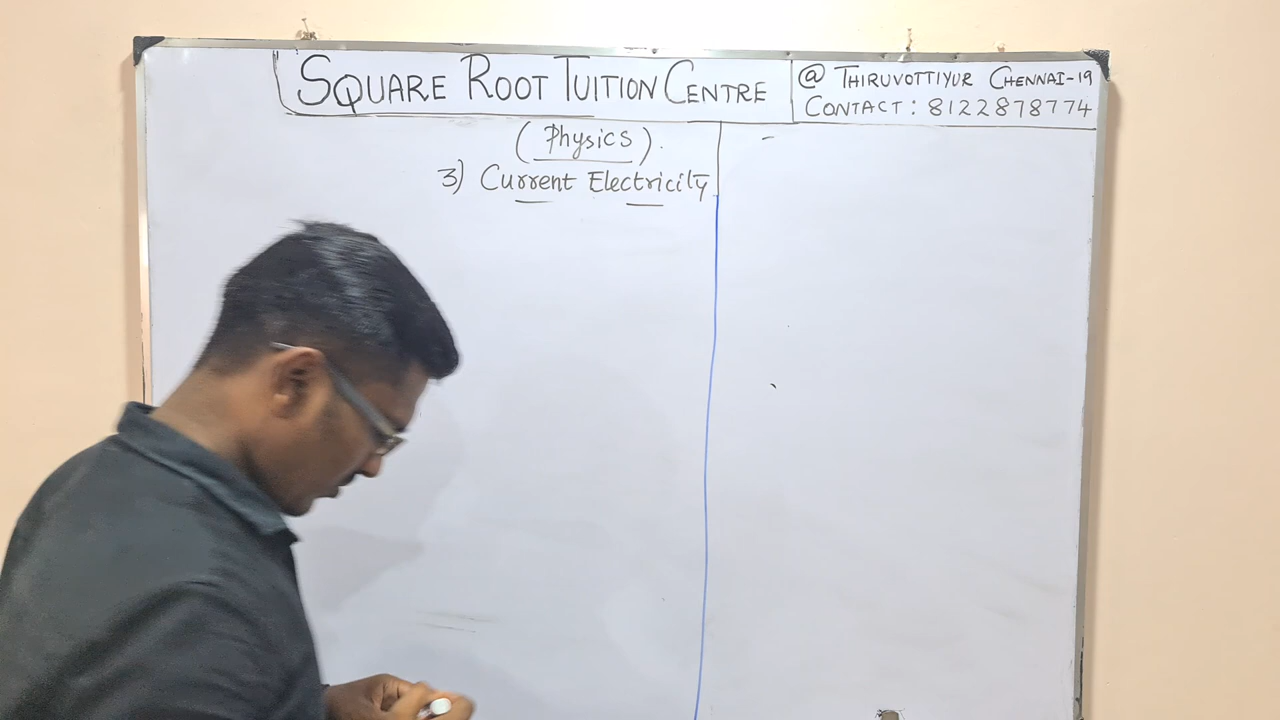 SQUARE ROOT TUITION CENTRE
@ THIRUVOTTIYUR CHENNAI-19
CONTACT : 8122878774
(Physics).
3) Current Electricity